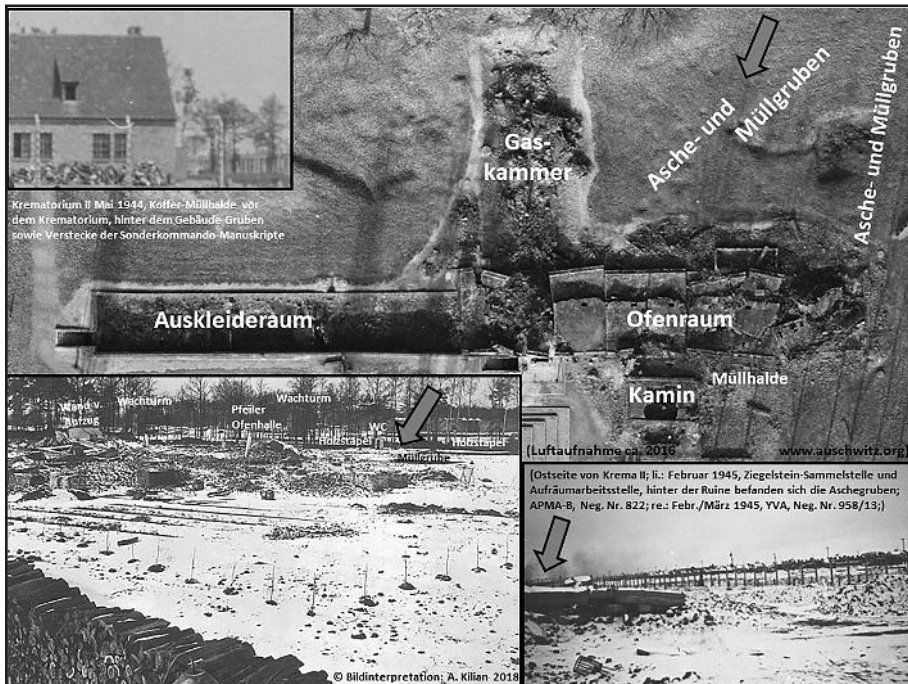 Krematorium II Mai 1944, Koffer-Müllhalde vor
dem Krematorium, hinter dem Gebäude Gruben
sowie Verstecke der Sonderkommando-Manuskripte
Gas-
kammer
Asche- und
Müllgruben
Asche- und Müllgruben
Auskleideraum
Ofenraum
Kamin
Müllhalde
(Luftaufnahme ca. 2016
www.auschwitz.org)
Wand v.
Aufzug
Wachturm
Pfeiler
Ofenhalle
Wachturm
WC
Holzstapel
Holzstapel
Müllgrube
© Bildinterpretation: A. Kilian 2018
(Ostseite von Krema II; li.: Februar 1945, Ziegelstein-Sammelstelle und
Aufräumarbeitsstelle, hinter der Ruine befanden sich die Aschegruben;
APMA-B, Neg. Nr. 822; re.: Febr./März 1945, YVA, Neg. Nr. 958/13;)